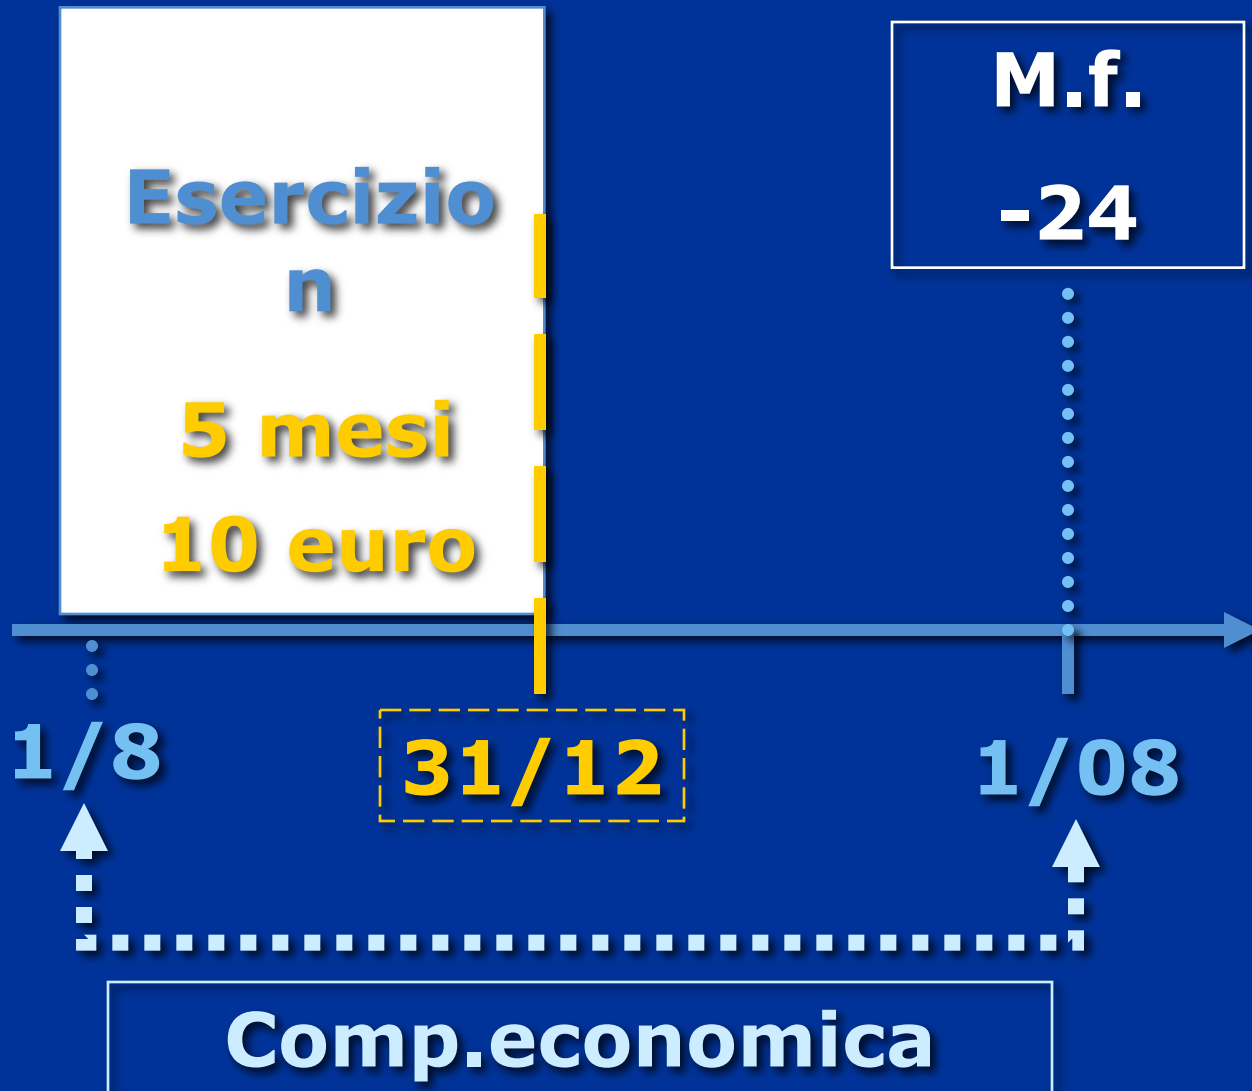 Esercizio
n
5 mesi
10 euro
M.f.
-24
1/8
31/12
1/08
Comp.economica